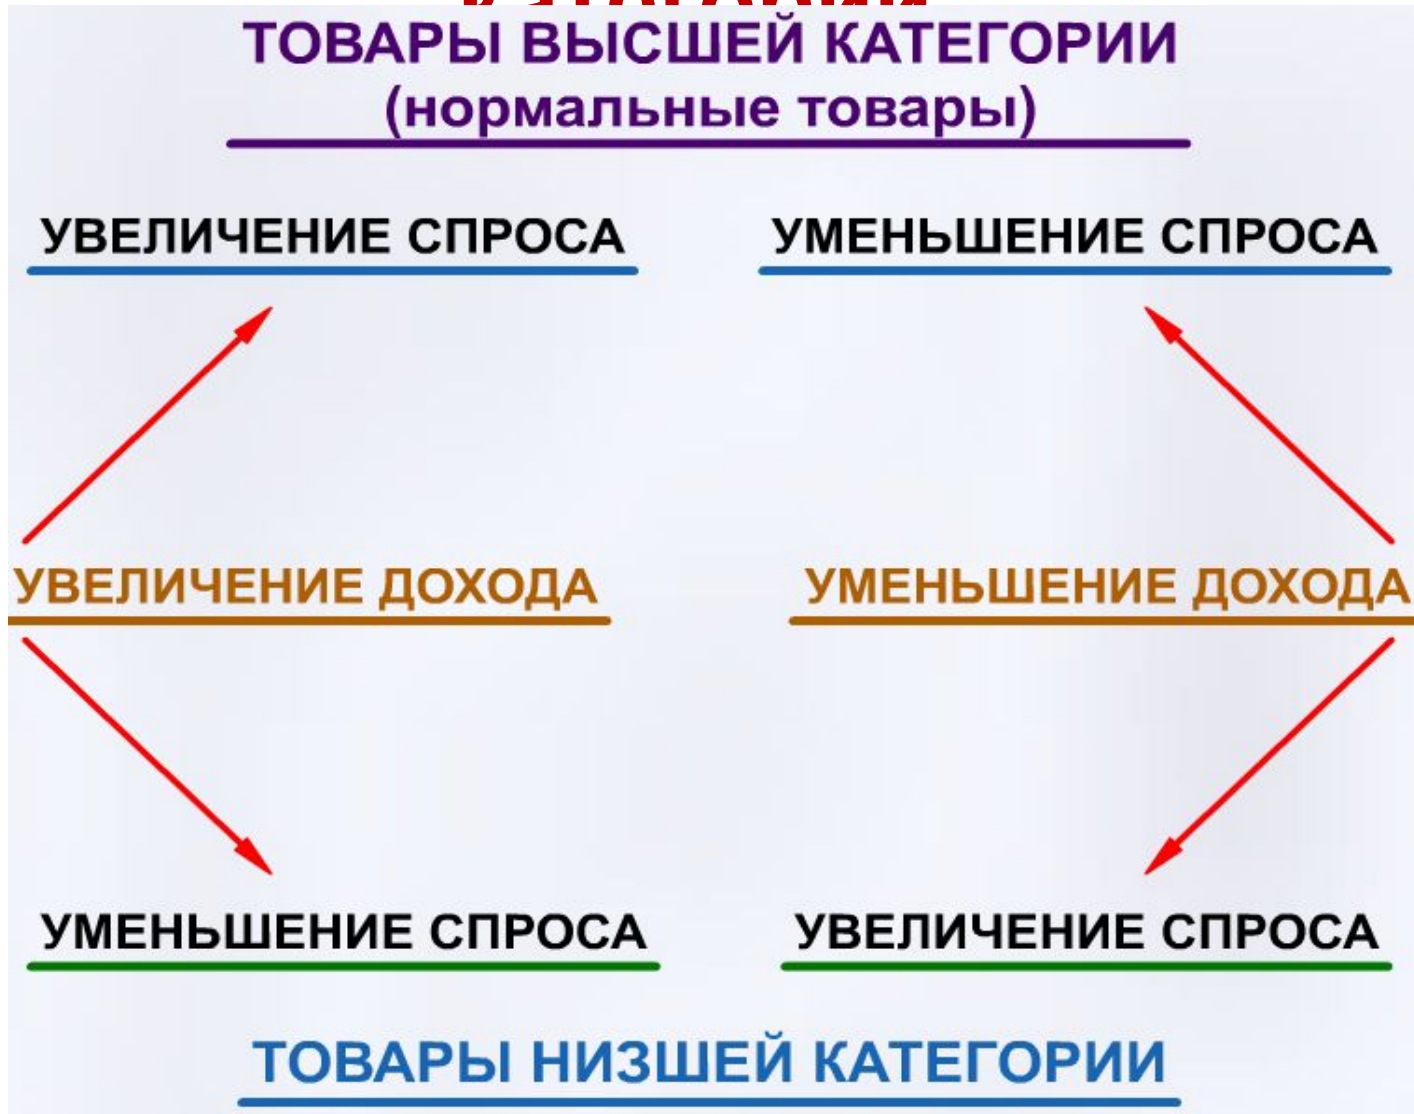 ТОВАРЫ ВЫСШЕЙ КАТЕГОРИИ
(нормальные товары)
УВЕЛИЧЕНИЕ СПРОСА
УМЕНЬШЕНИЕ СПРОСА
УВЕЛИЧЕНИЕ ДОХОДА
УМЕНЬШЕНИЕ ДОХОДА
УМЕНЬШЕНИЕ СПРОСА
УВЕЛИЧЕНИЕ СПРОСА
ТОВАРЫ НИЗШЕЙ КАТЕГОРИИ